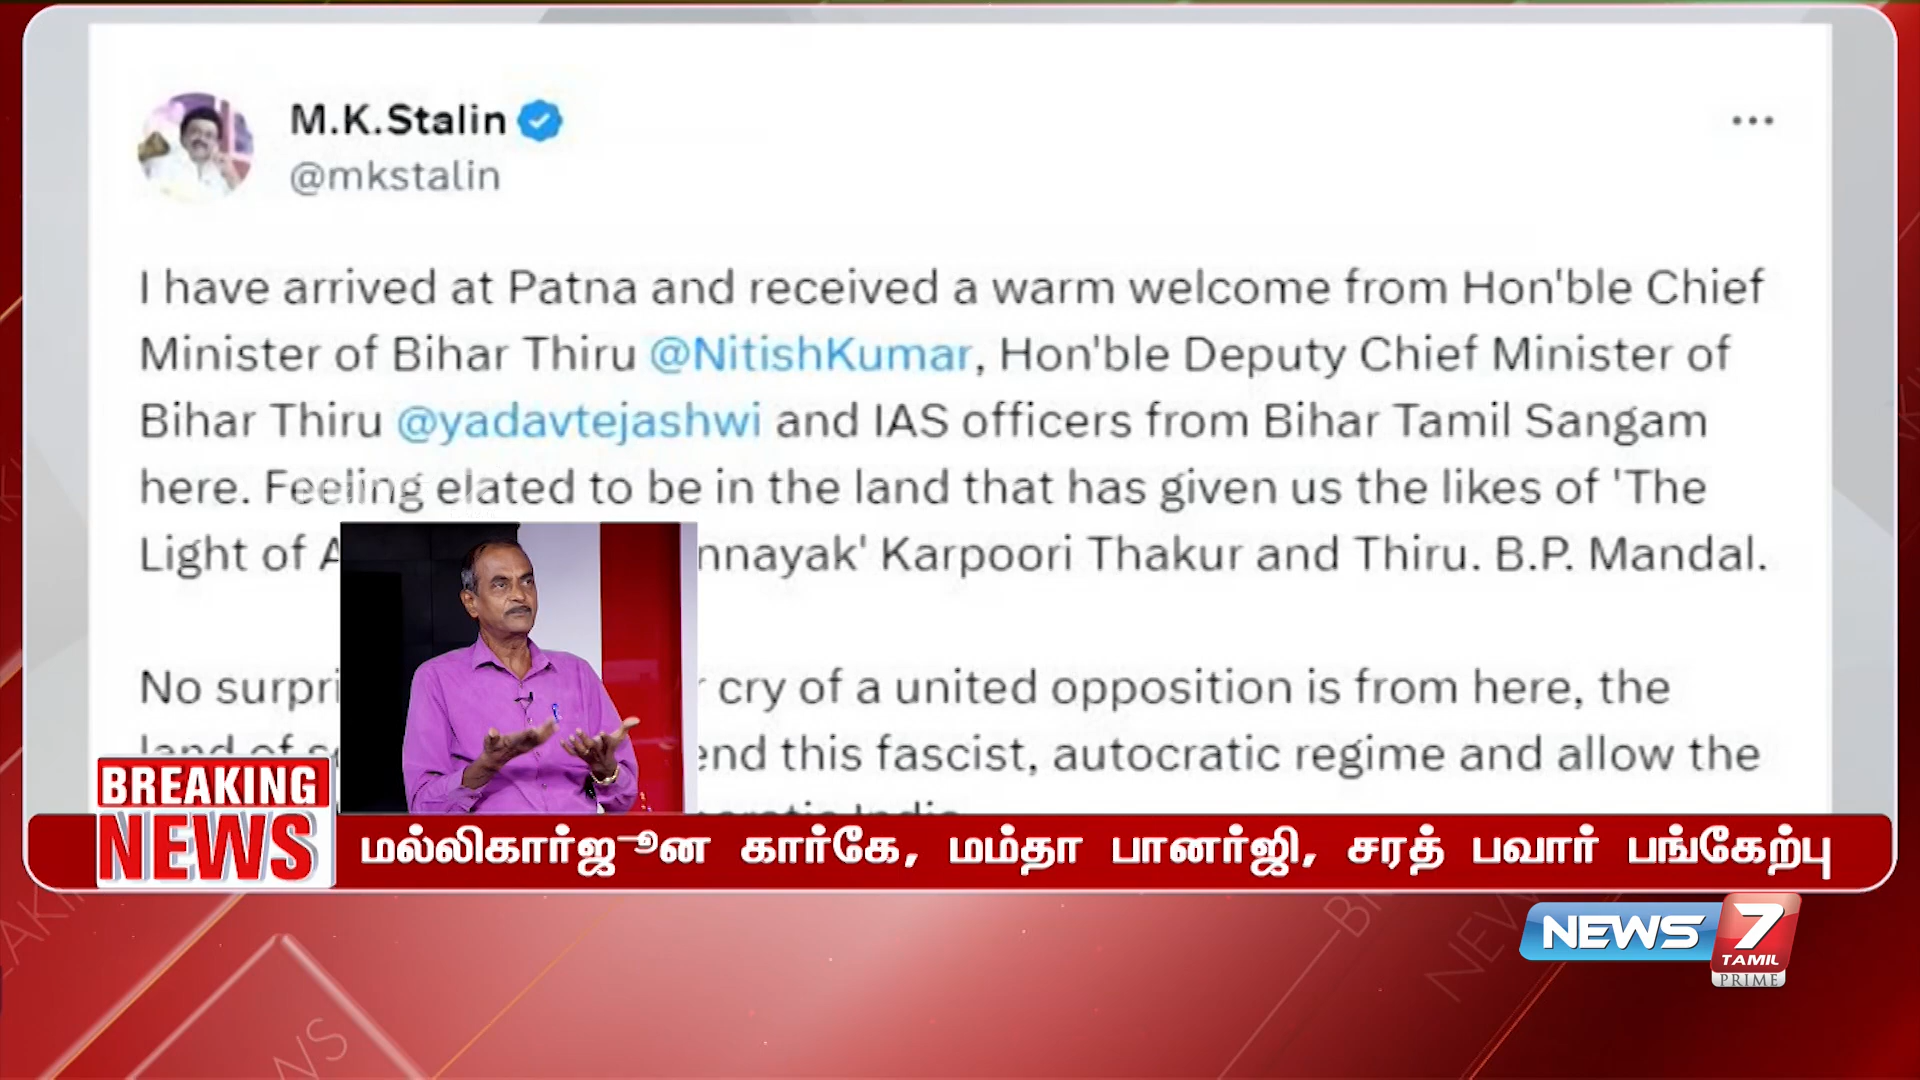 M.K.Stalin
@mkstalin
I have arrived at Patna and received a warm welcome from Hon'ble Chief
Minister of Bihar Thiru @NitishKumar, Hon'ble Deputy Chief Minister of
Bihar Thiru @yadavtejashwi and IAS officers from Bihar Tamil Sangam
here. Feeling elated to be in the land that has given us the likes of 'The
Light of Karpoori Thakur and Thiru. B.P. Mandal.
No cry of a united opposition is from here, the
land of this fascist, autocratic regime and allow the
BREAKING
NEWS
மல்லிகார்ஜூன கார்கே, மம்தா பானர்ஜி, சரத் பவார் பங்கேற்பு
NEWS 7
TAMIL
PRIME